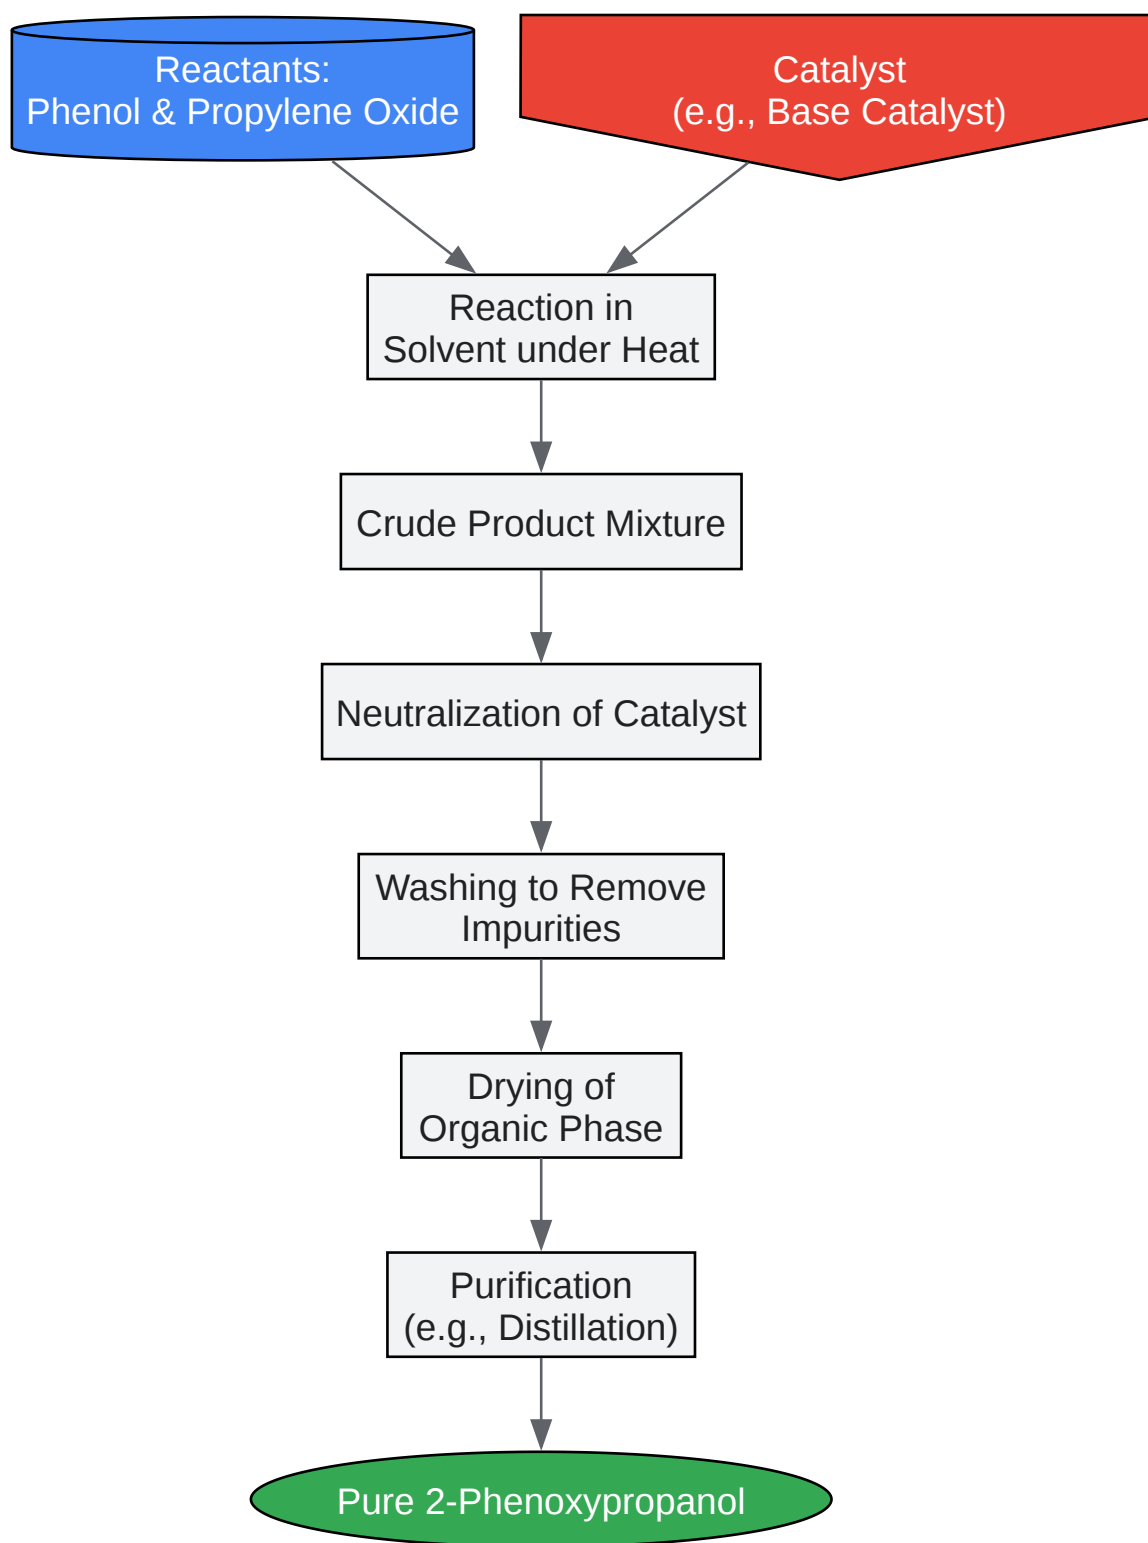 Reactants:
Phenol & Propylene Oxide
Catalyst
(e.g., Base Catalyst)
Reaction in
Solvent under Heat
Crude Product Mixture
Neutralization of Catalyst
Washing to Remove
Impurities
Drying of
Organic Phase
Purification
(e.g., Distillation)
Pure 2-Phenoxypropanol